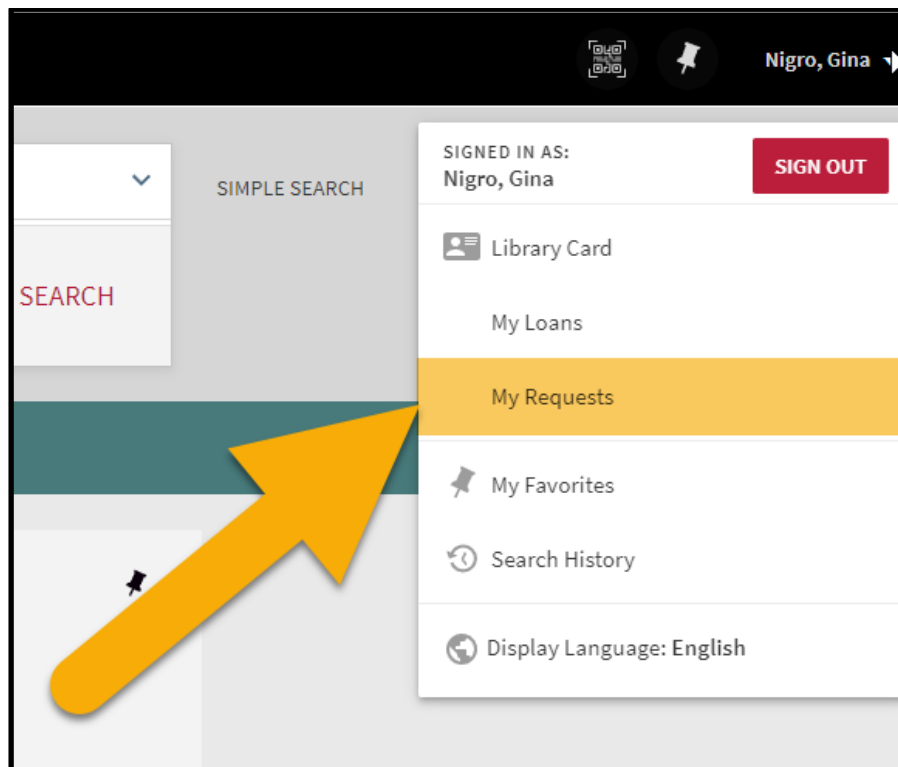 Nigro, Gina
SIGNED IN AS:
Nigro, Gina
SIGN OUT
SIMPLE SEARCH
Library Card
SEARCH
My Loans
My Requests
My Favorites
Search History
Display Language: English